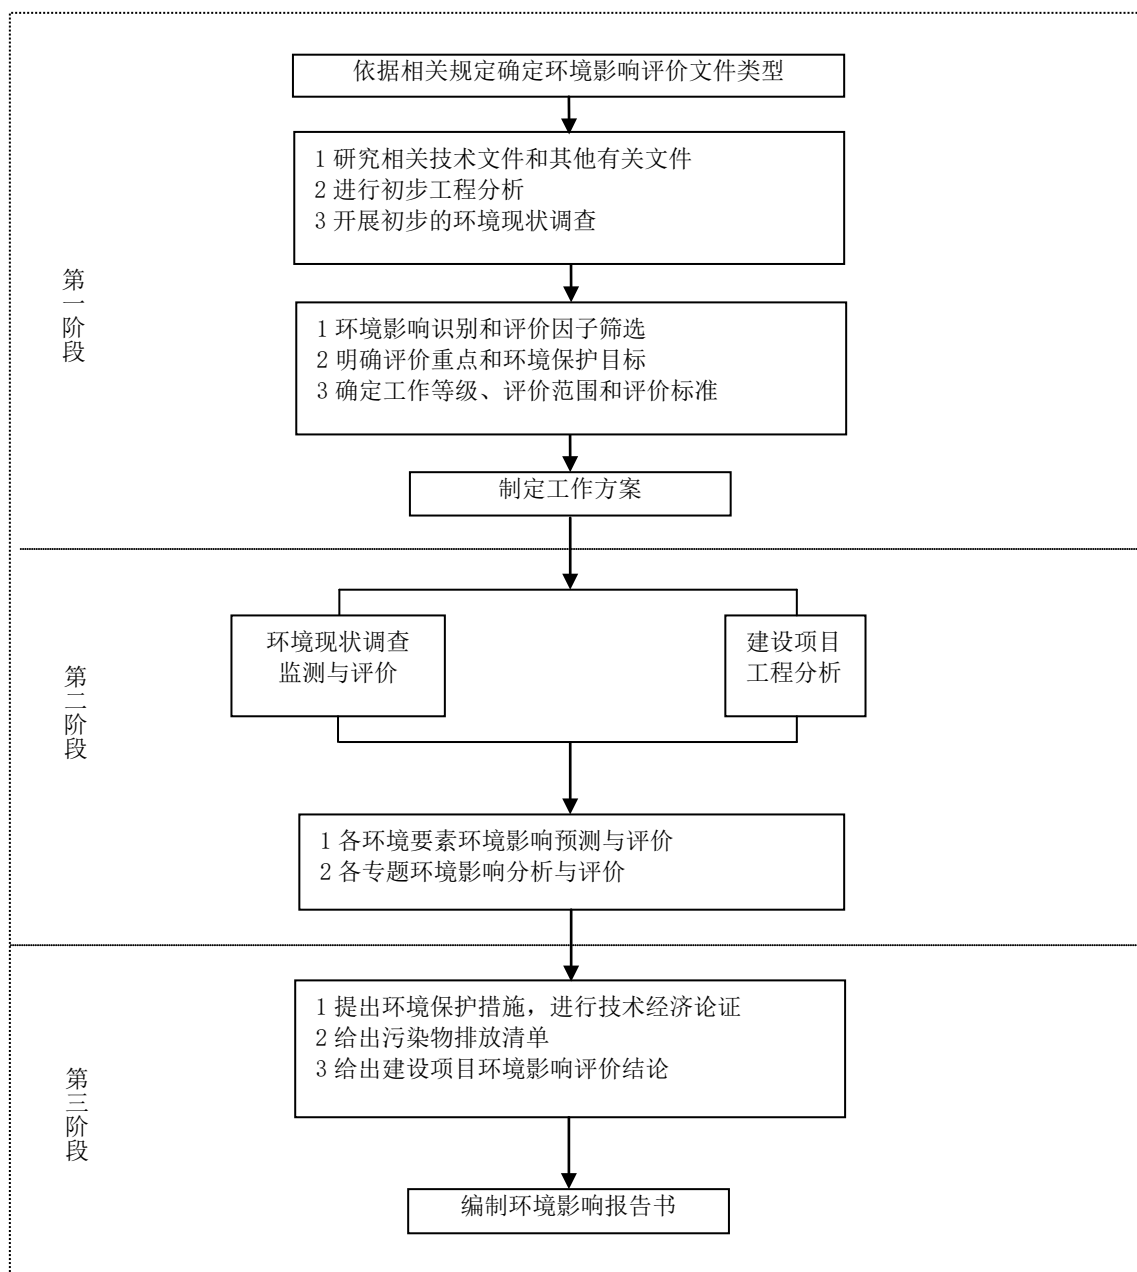 依据相关规定确定环境影响评价文件类型
1 研究相关技术文件和其他有关文件
2 进行初步工程分析
3 开展初步的环境现状调查
第一阶段
1 环境影响识别和评价因子筛选
2 明确评价重点和环境保护目标
3 确定工作等级、评价范围和评价标准
制定工作方案
第二阶段
环境现状调查
监测与评价
建设项目
工程分析
1 各环境要素环境影响预测与评价
2 各专题环境影响分析与评价
第三阶段
1 提出环境保护措施，进行技术经济论证
2 给出污染物排放清单
3 给出建设项目环境影响评价结论
编制环境影响报告书